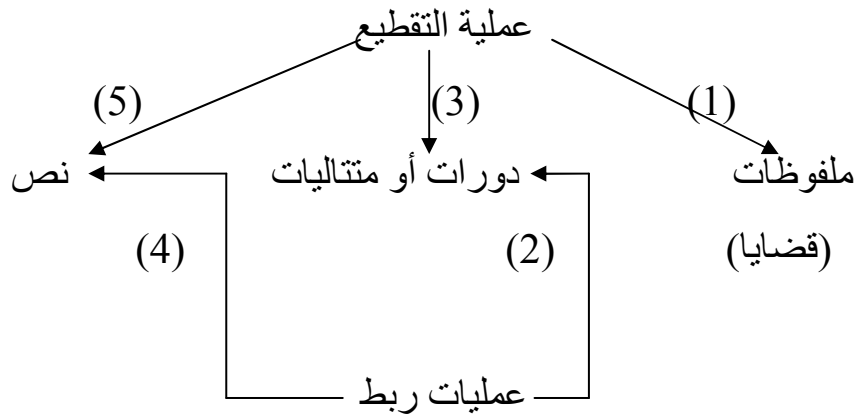 عملية التقطيع
(1) (3) (5)
ملفوظات دورات أو متتاليات نص
(قضايا) (2) (4)
عمليات ربط